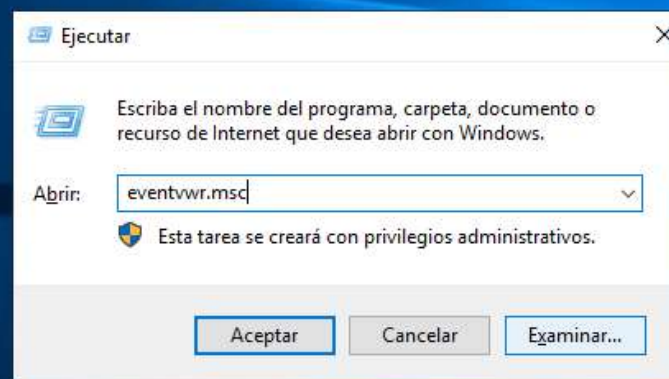 Ejecutar
Escriba el nombre del programa, carpeta, documento o
recurso de Internet que desea abrir con Windows.
Abrir: eventvwr.msc
Esta tarea se creará con privilegios administrativos.
Aceptar Cancelar Examinar...